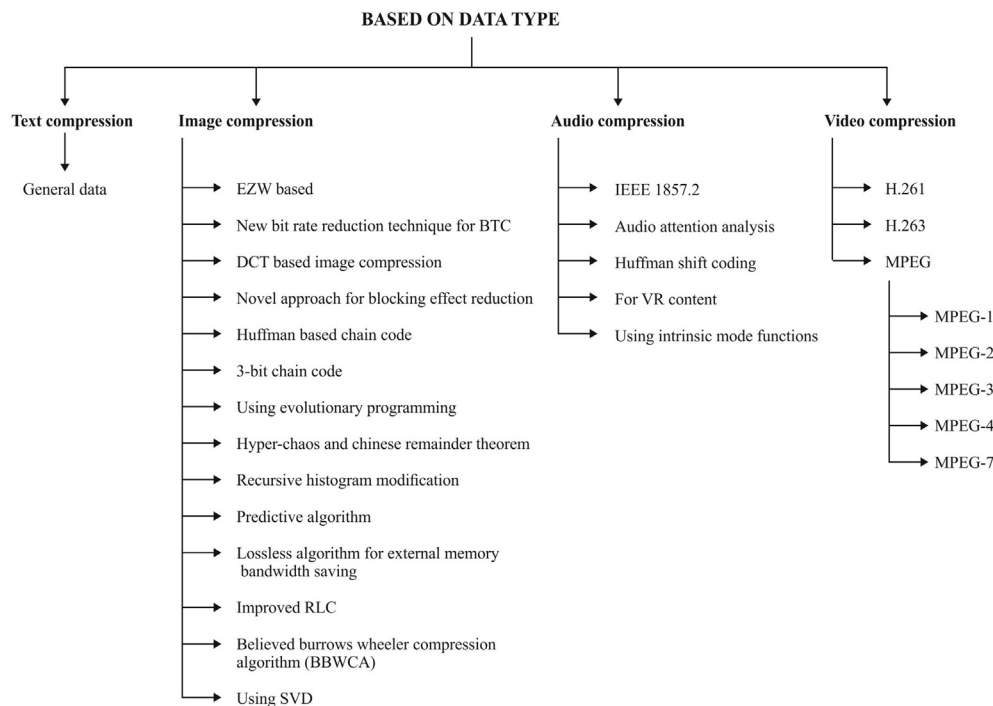 BASED ON DATA TYPE
Text compression
General data
Image compression
EZW based
New bit rate reduction technique for BTC
DCT based image compression
Novel approach for blocking effect reduction
Huffman based chain code
3-bit chain code
Using evolutionary programming
Hyper-chaos and chinese remainder theorem
Recursive histogram modification
Predictive algorithm
Lossless algorithm for external memory
bandwidth saving
Improved RLC
Believed burrows wheeler compression
algorithm (BBWCA)
Using SVD
Audio compression
IEEE 1857.2
Audio attention analysis
Huffman shift coding
For VR content
Using intrinsic mode functions
Video compression
H.261
H.263
MPEG
MPEG-1
MPEG-2
MPEG-3
MPEG-4
MPEG-7